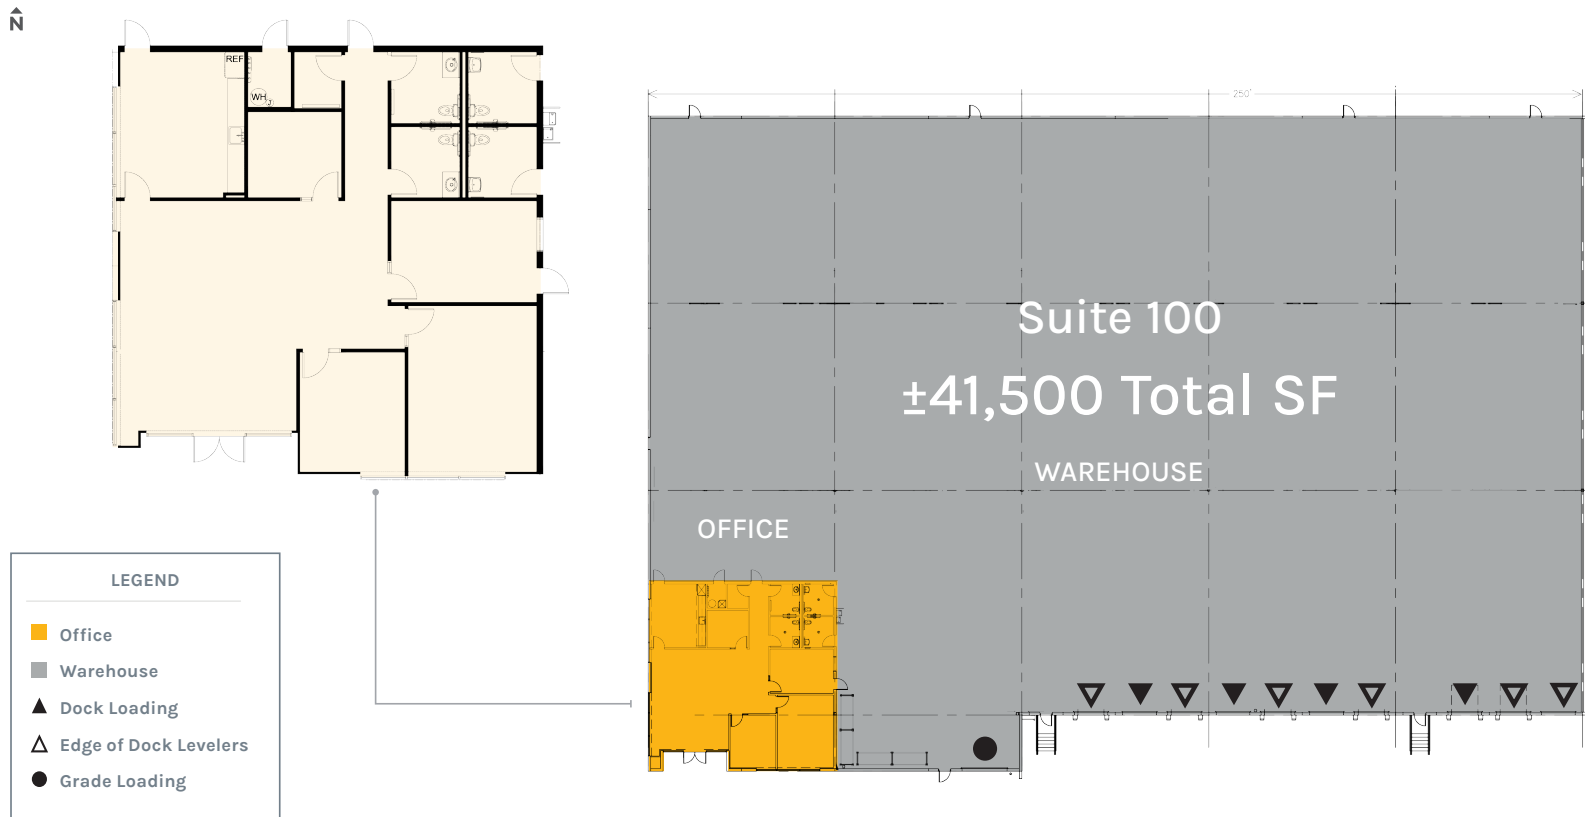 N
REF
WH
250'
Suite 100
±41,500 Total SF
WAREHOUSE
OFFICE
LEGEND
Office
Warehouse
Dock Loading
Edge of Dock Levelers
Grade Loading